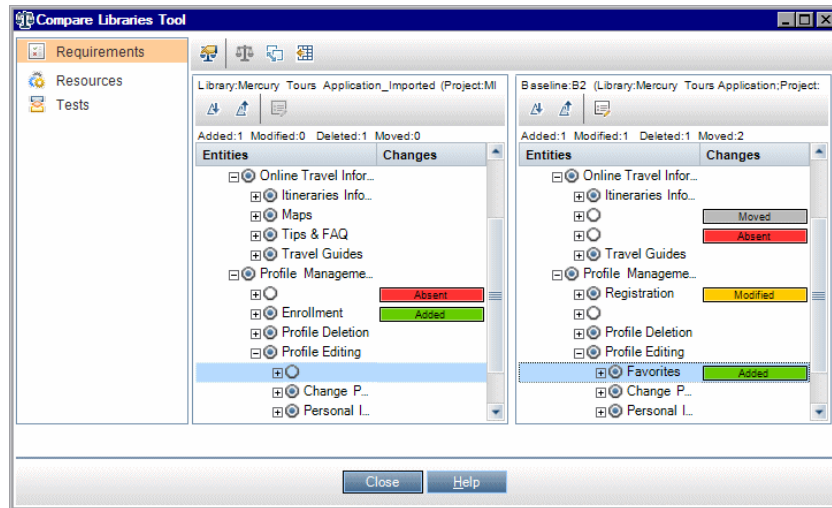 Compare Libraries Tool
Requirements
Resources
Tests
Library:Mercury Tours Application_Imported (Project:MI
Added:1 Modified:0 Deleted:1 Moved:0
Entities Changes
Online Travel Infor...
Itineraries Info...
Maps
Tips & FAQ
Travel Guides
Profile Manageme...
Absent
Enrollment Added
Profile Deletion
Profile Editing
Change P...
Personal I...
Baseline:B2 (Library:Mercury Tours Application;Project:
Added:1 Modified:1 Deleted:1 Moved:2
Entities Changes
Online Travel Infor...
Itineraries Info...
Moved
Absent
Travel Guides
Profile Manageme...
Registration Modified
Profile Deletion
Profile Editing
Favorites Added
Change P...
Personal I...
Close Help